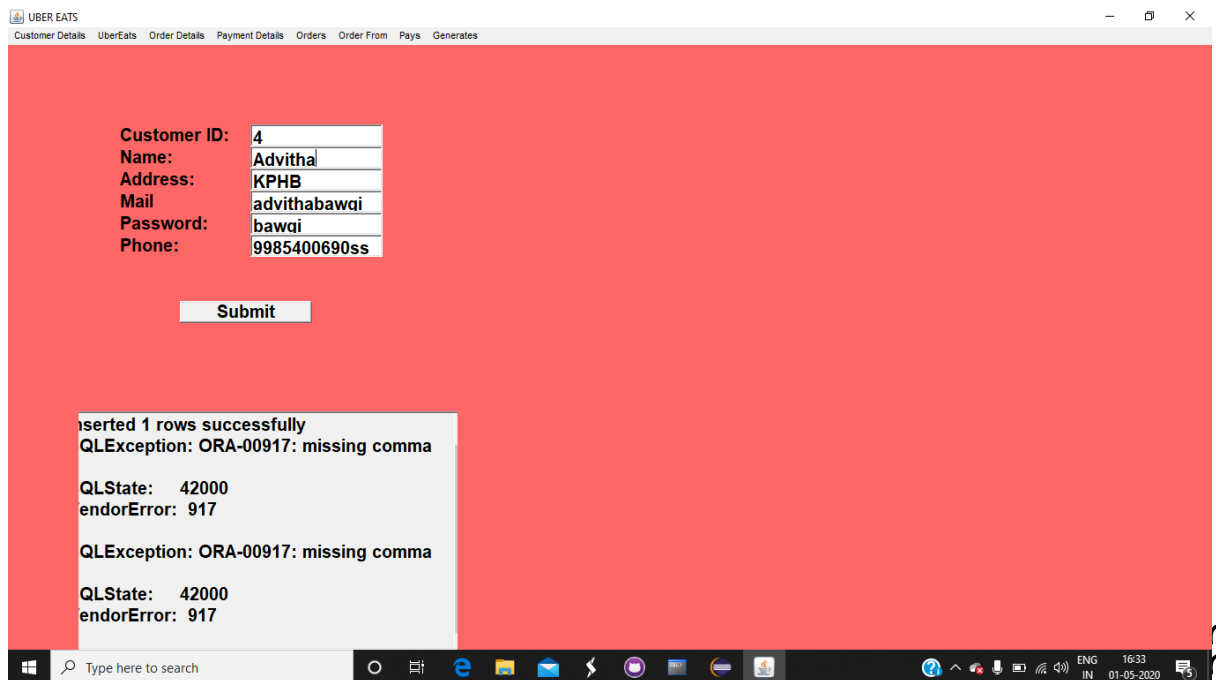 UBER EATS
Customer Details UberEats Order Details Payment Details Orders Order From Pays Generates
Customer ID: 4
Name: Advitha
Address: KPHB
Mail advithabawgi
Password: bawgi
Phone: 9985400690ss
Submit
nserted 1 rows successfully
QLException: ORA-00917: missing comma
QLState: 42000
endorError: 917
QLException: ORA-00917: missing comma
QLState: 42000
endorError: 917
Type here to search
ENG 16:33
IN 01-05-2020
5